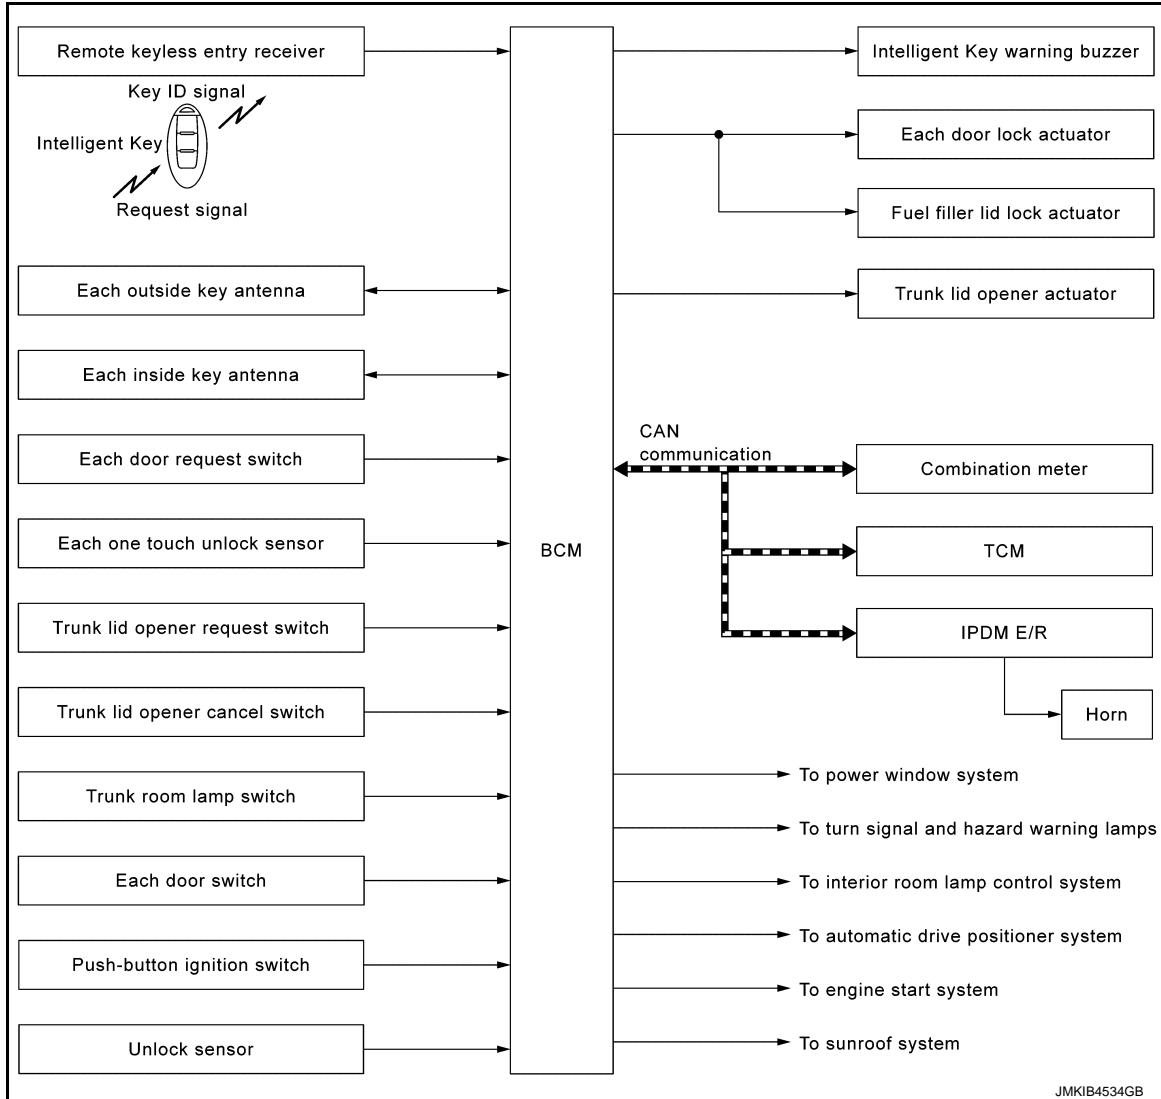 Remote keyless entry receiver
Key ID signal
Intelligent Key
Request signal
Each outside key antenna
Each inside key antenna
Each door request switch
Each one touch unlock sensor
Trunk lid opener request switch
Trunk lid opener cancel switch
Trunk room lamp switch
Each door switch
Push-button ignition switch
Unlock sensor
BCM
Intelligent Key warning buzzer
Each door lock actuator
Fuel filler lid lock actuator
Trunk lid opener actuator
CAN
communication
Combination meter
TCM
IPDM E/R
Horn
To power window system
To turn signal and hazard warning lamps
To interior room lamp control system
To automatic drive positioner system
To engine start system
To sunroof system
JMKIB4534GB